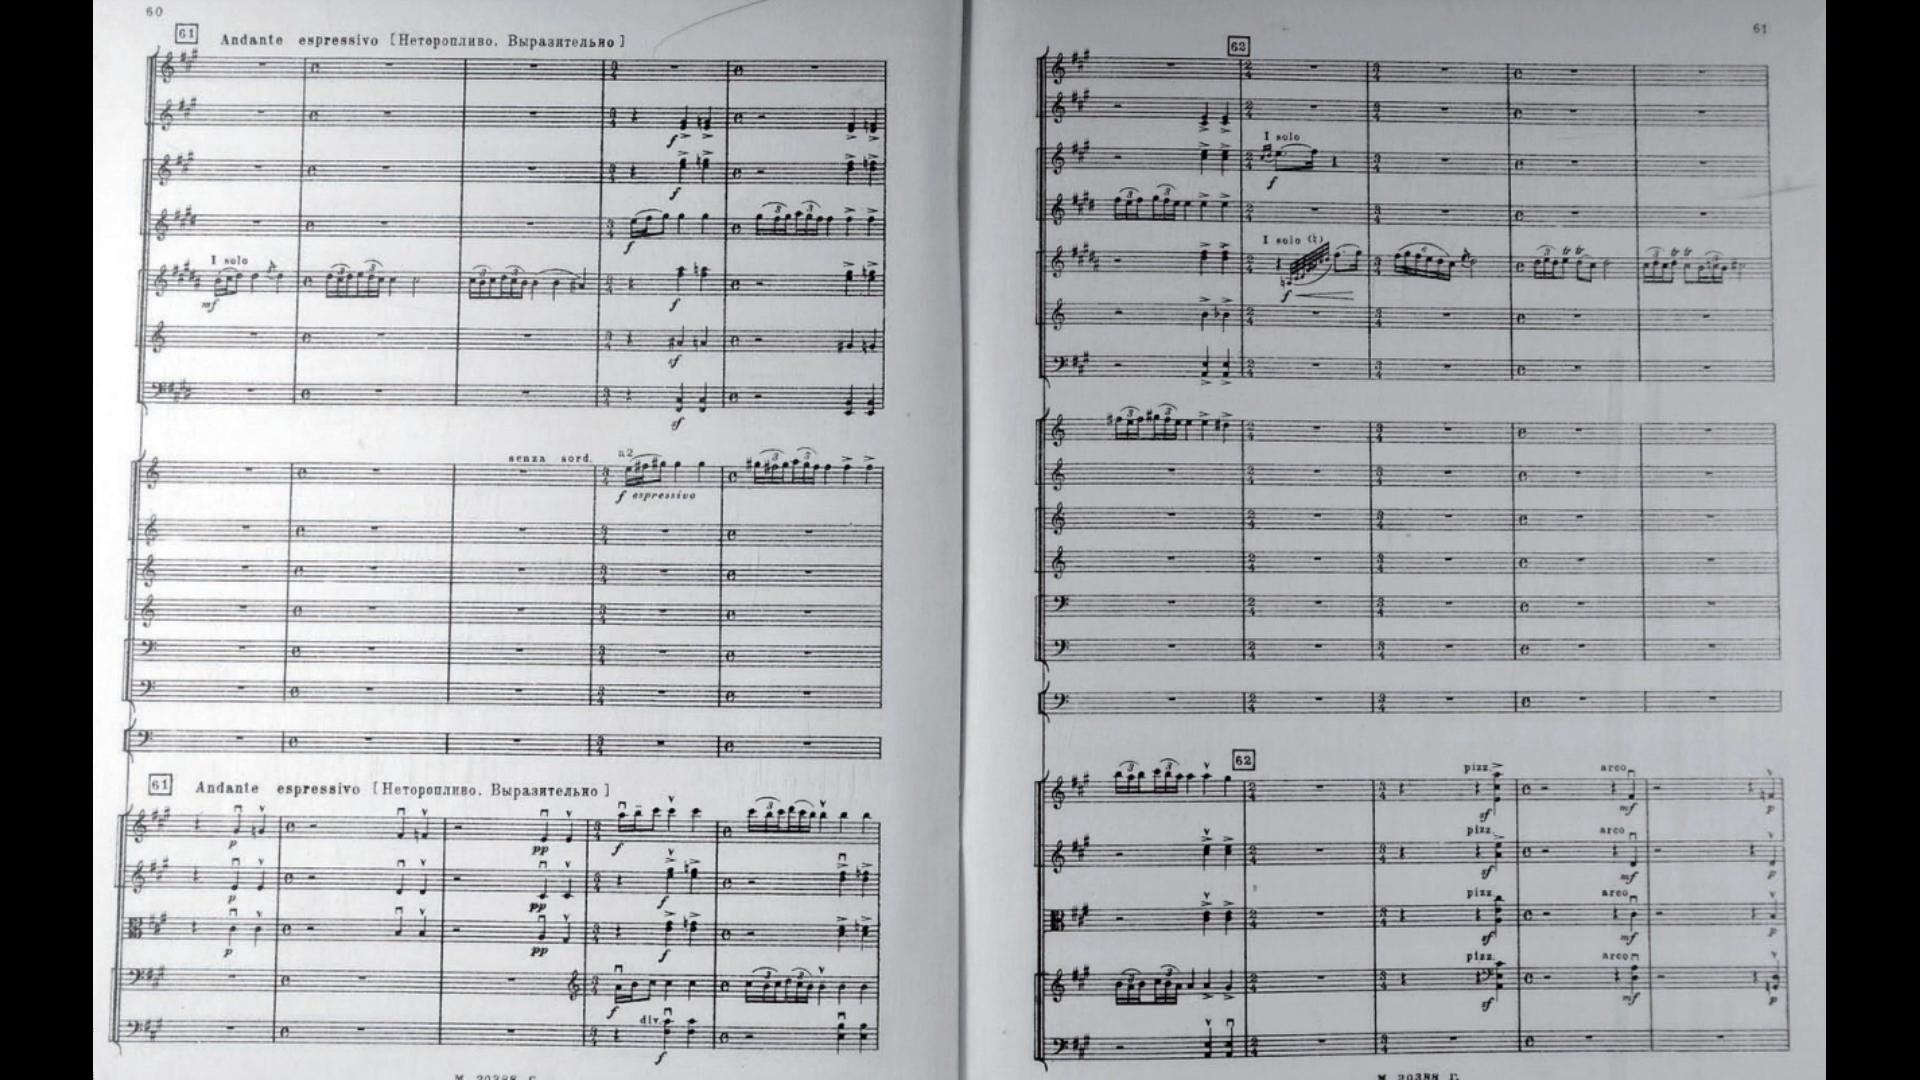 60
61 Andante espressivo [Неторопливо. Выразительно]
f
f
f
I solo
mf
f
sf
sf
senza sord. a2
f espressivo
61 Andante espressivo [Неторопливо. Выразительно]
p pp f
p pp f
p pp f
f
div.
f
М. 20388 Г.
61
62
I solo
f
I solo (♮)
f
62
pizz. arco
sf mf p
pizz. arco
sf mf p
pizz. arco
sf mf p
pizz. arco
sf mf p
М. 20388 Г.